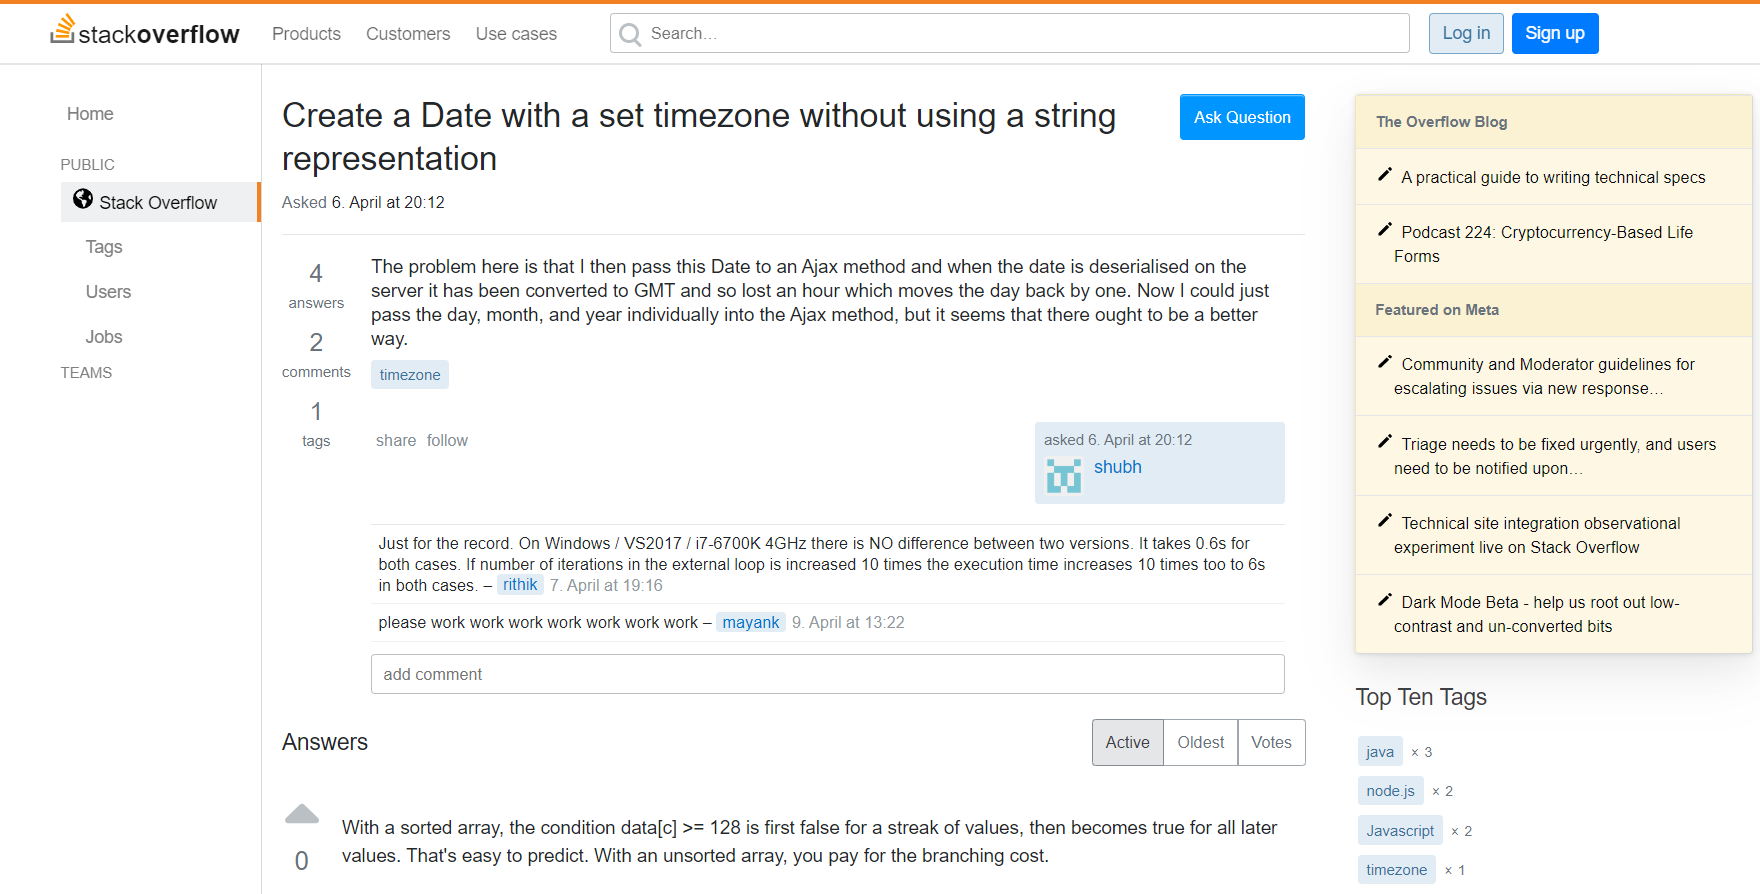 stackoverflow Products Customers Use cases Search... Log in Sign up
Home
PUBLIC
Stack Overflow
Tags
Users
Jobs
TEAMS
Create a Date with a set timezone without using a string
representation
Ask Question
Asked 6. April at 20:12
4
answers
2
comments
1
tags
The problem here is that I then pass this Date to an Ajax method and when the date is deserialised on the
server it has been converted to GMT and so lost an hour which moves the day back by one. Now I could just
pass the day, month, and year individually into the Ajax method, but it seems that there ought to be a better
way.
timezone
share follow
asked 6. April at 20:12
shubh
Just for the record. On Windows / VS2017 / i7-6700K 4GHz there is NO difference between two versions. It takes 0.6s for
both cases. If number of iterations in the external loop is increased 10 times the execution time increases 10 times too to 6s
in both cases. – rithik 7. April at 19:16
please work work work work work work work – mayank 9. April at 13:22
add comment
Answers
Active Oldest Votes
0
With a sorted array, the condition data[c] >= 128 is first false for a streak of values, then becomes true for all later
values. That's easy to predict. With an unsorted array, you pay for the branching cost.
The Overflow Blog
A practical guide to writing technical specs
Podcast 224: Cryptocurrency-Based Life
Forms
Featured on Meta
Community and Moderator guidelines for
escalating issues via new response…
Triage needs to be fixed urgently, and users
need to be notified upon…
Technical site integration observational
experiment live on Stack Overflow
Dark Mode Beta - help us root out low-
contrast and un-converted bits
Top Ten Tags
java × 3
node.js × 2
Javascript × 2
timezone × 1